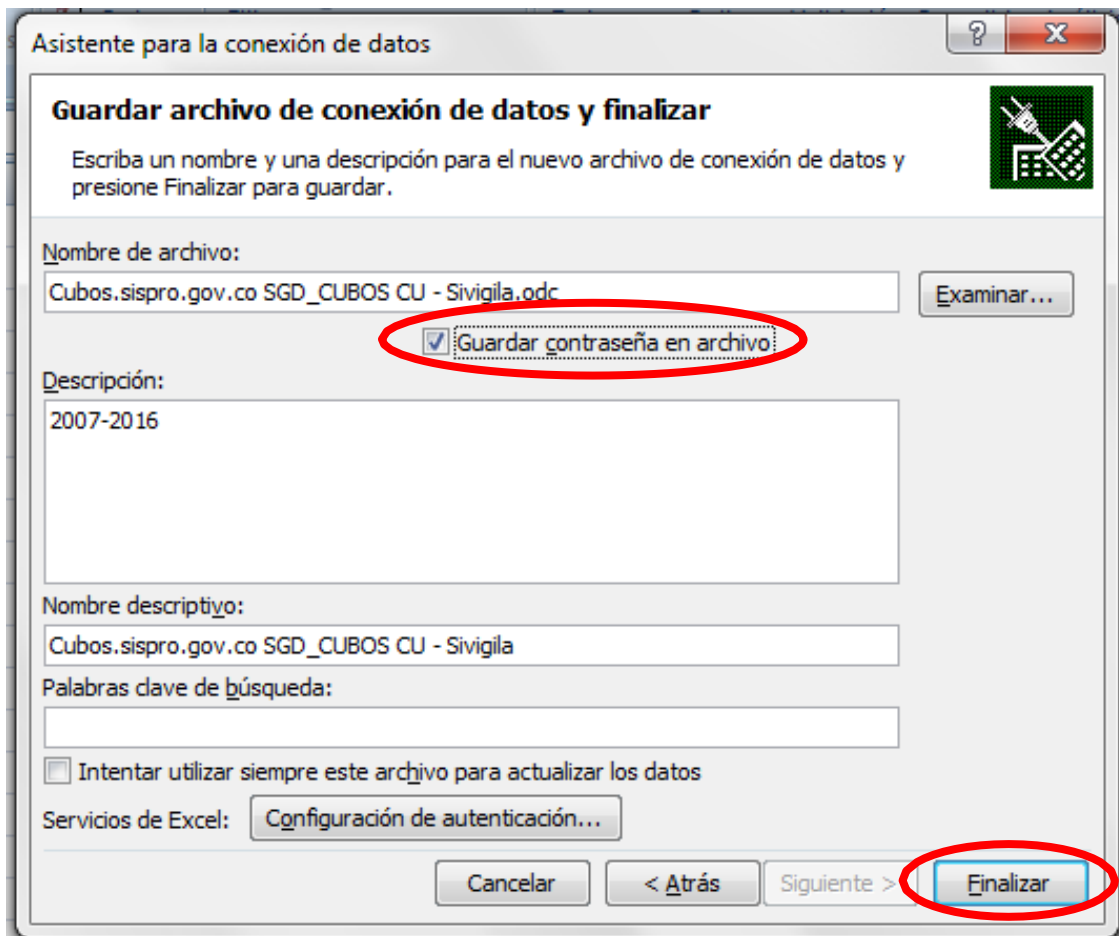 Asistente para la conexión de datos
Guardar archivo de conexión de datos y finalizar
Escriba un nombre y una descripción para el nuevo archivo de conexión de datos y
presione Finalizar para guardar.
Nombre de archivo:
Cubos.sispro.gov.co SGD_CUBOS CU - Sivigila.odc
Examinar...
Guardar contraseña en archivo
Descripción:
2007-2016
Nombre descriptivo:
Cubos.sispro.gov.co SGD_CUBOS CU - Sivigila
Palabras clave de búsqueda:
Intentar utilizar siempre este archivo para actualizar los datos
Servicios de Excel: Configuración de autenticación...
Cancelar < Atrás Siguiente > Finalizar